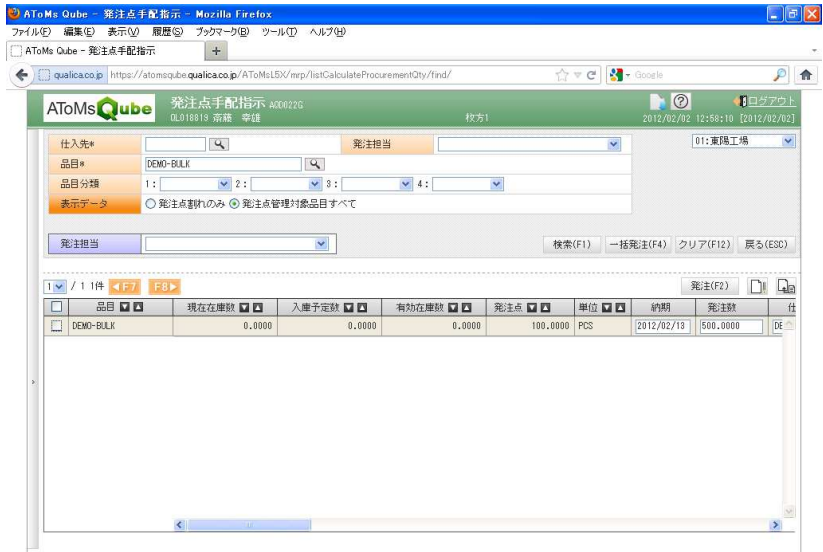 AToMs Qube - 発注点手配指示 - Mozilla Firefox
ファイル(F) 編集(E) 表示(V) 履歴(S) ブックマーク(B) ツール(T) ヘルプ(H)
AToMs Qube - 発注点手配指示 +
qualica.co.jp https://atomsqube.qualica.co.jp/AToMsL5X/mrp/listCalculateProcurementQty/find/ Google
AToMs Qube 発注点手配指示 AOD022G ログアウト
OL018819 斎藤 幸雄 枚方1 2012/02/02 12:58:10 [2012/02/02]
仕入先* 発注担当 01:東陽工場
品目* DEMO-BULK
品目分類 1: 2: 3: 4:
表示データ 発注点割れのみ 発注点管理対象品目すべて
発注担当 検索(F1) 一括発注(F4) クリア(F12) 戻る(ESC)
1 / 1 1件 F7 F8 発注(F2)
品目 現在在庫数 入庫予定数 有効在庫数 発注点 単位 納期 発注数 仕
DEMO-BULK 0.0000 0.0000 0.0000 100.0000 PCS 2012/02/13 500.0000 DE